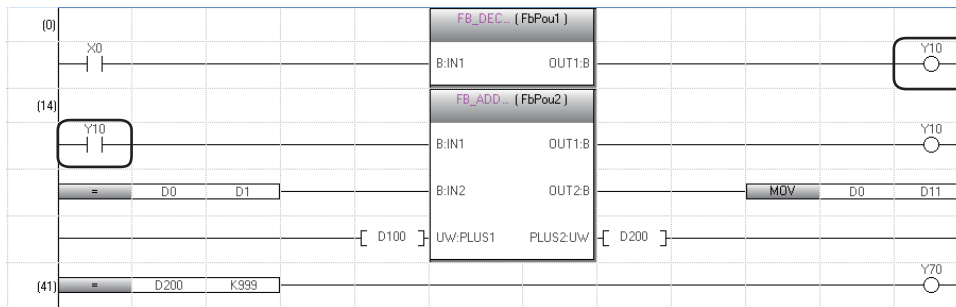 (0) FB_DEC... (FbPou1)
X0 Y10
B:IN1 OUT1:B
(14) FB_ADD... (FbPou2)
Y10 Y10
B:IN1 OUT1:B
= D0 D1 B:IN2 OUT2:B MOV D0 D11
D100 UW:PLUS1 PLUS2:UW D200
Y70
(41) = D200 K999